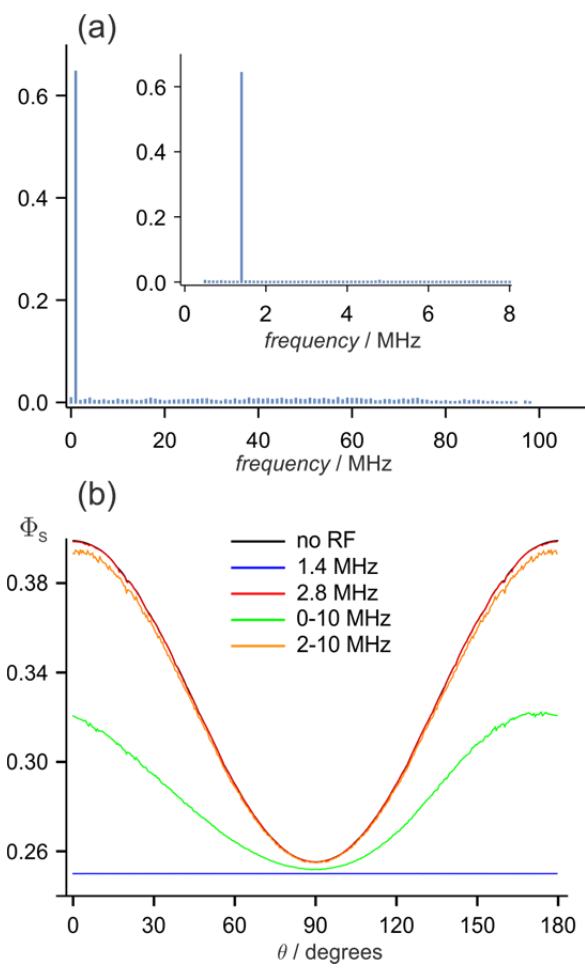 (a)
0.6
0.4
0.2
0.0
0 20 40 60 80 100
frequency / MHz
0.6
0.4
0.2
0.0
0 2 4 6 8
frequency / MHz
(b)
Φs
0.38
0.34
0.30
0.26
no RF
1.4 MHz
2.8 MHz
0-10 MHz
2-10 MHz
0 30 60 90 120 150 180
θ / degrees